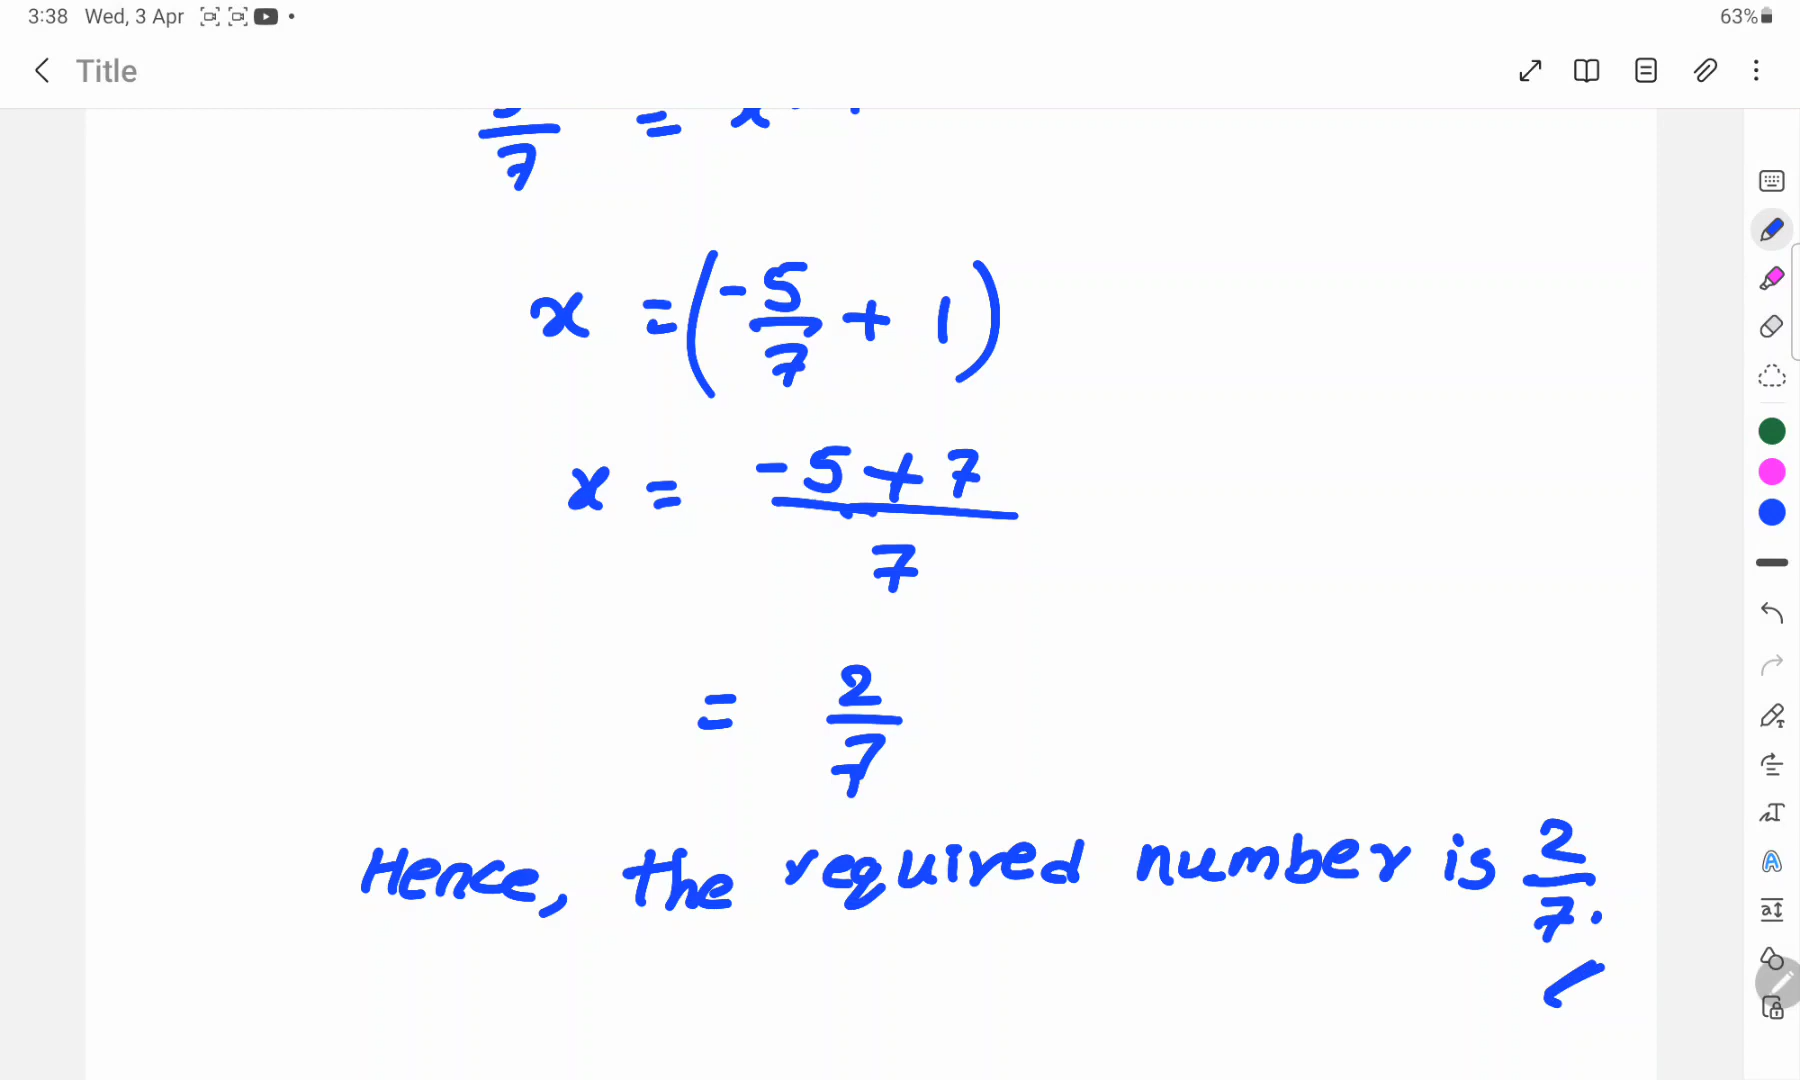 3:38 Wed, 3 Apr
63%
Title
7 = x
x = (-5/7 + 1)
x = -5+7
7
= 2/7
Hence, the required number is 2/7.